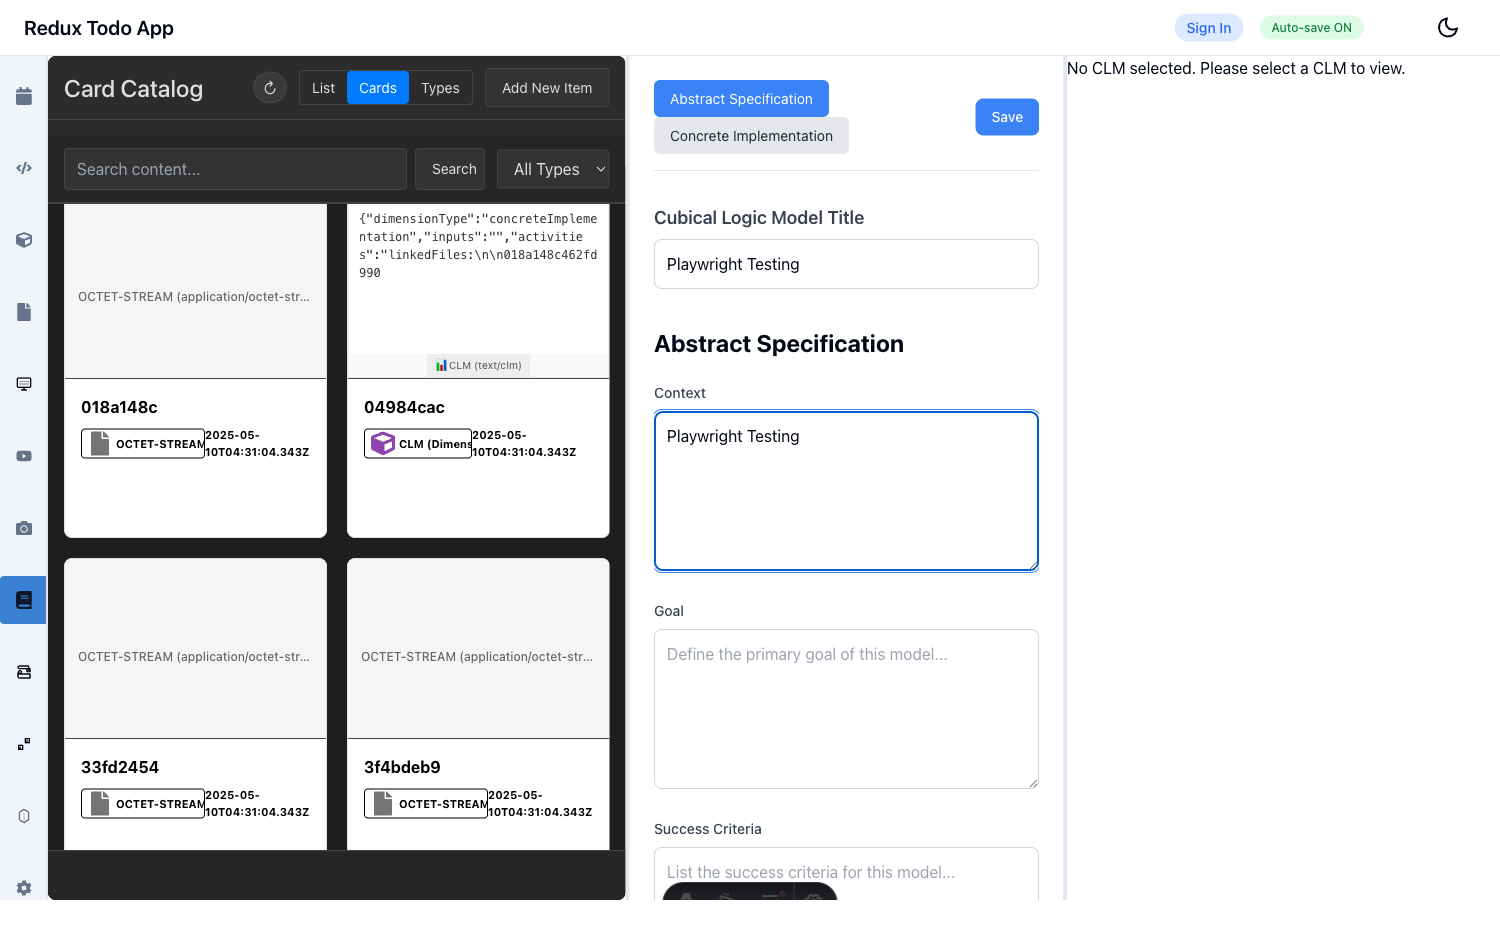 Redux Todo App
Sign In
Auto-save ON
Card Catalog
List
Cards
Types
Add New Item
Search content...
Search
All Types
OCTET-STREAM (application/octet-str...
{"dimensionType":"concreteImpleme
ntation","inputs":"","activitie
s":"linkedFiles:\n\n018a148c462fd
990
CLM (text/clm)
018a148c
OCTET-STREAM
2025-05-
10T04:31:04.343Z
04984cac
CLM (Dimens
2025-05-
10T04:31:04.343Z
OCTET-STREAM (application/octet-str...
OCTET-STREAM (application/octet-str...
33fd2454
OCTET-STREAM
2025-05-
10T04:31:04.343Z
3f4bdeb9
OCTET-STREAM
2025-05-
10T04:31:04.343Z
Abstract Specification
Concrete Implementation
Save
Cubical Logic Model Title
Playwright Testing
Abstract Specification
Context
Playwright Testing
Goal
Define the primary goal of this model...
Success Criteria
List the success criteria for this model...
No CLM selected. Please select a CLM to view.